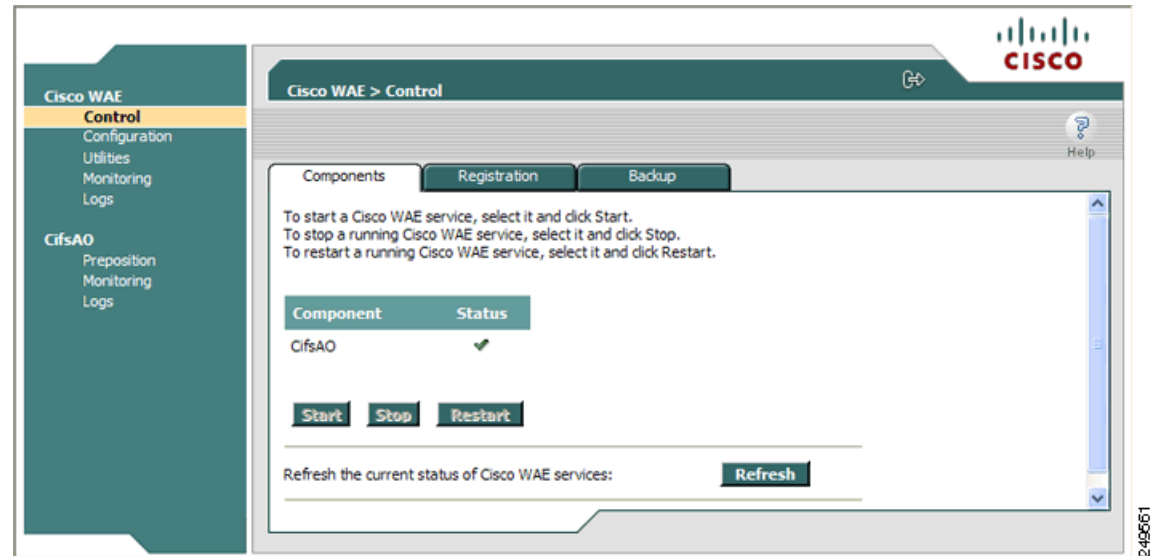 CISCO
Cisco WAE
Control
Configuration
Utilities
Monitoring
Logs
CifsAO
Preposition
Monitoring
Logs
Cisco WAE > Control
Help
Components
Registration
Backup
To start a Cisco WAE service, select it and click Start.
To stop a running Cisco WAE service, select it and click Stop.
To restart a running Cisco WAE service, select it and click Restart.
Component Status
CifsAO
Start Stop Restart
Refresh the current status of Cisco WAE services: Refresh
249561